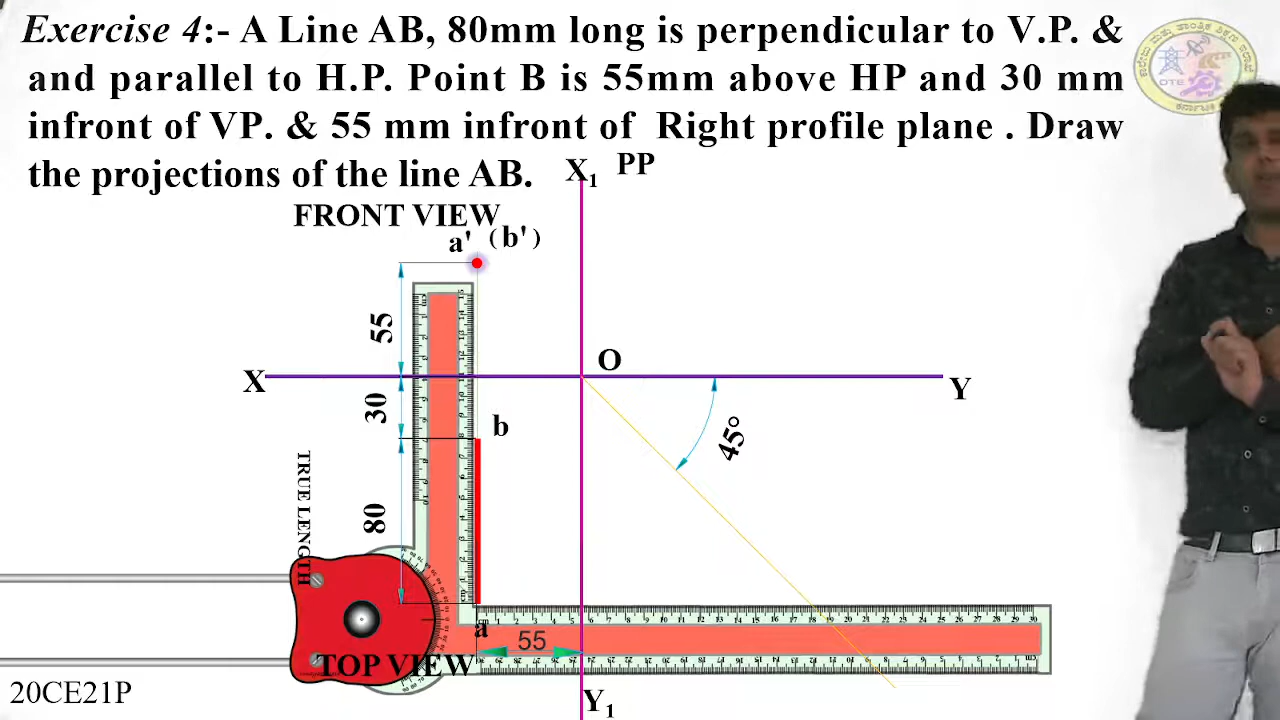 Exercise 4:- A Line AB, 80mm long is perpendicular to V.P. &
and parallel to H.P. Point B is 55mm above HP and 30 mm
infront of VP. & 55 mm infront of Right profile plane . Draw
the projections of the line AB.
X1 PP
FRONT VIEW
a' (b')
55
O
X
Y
30
b
45°
TRUE LENGTH
80
a
55
TOP VIEW
20CE21P
Y1
DTE